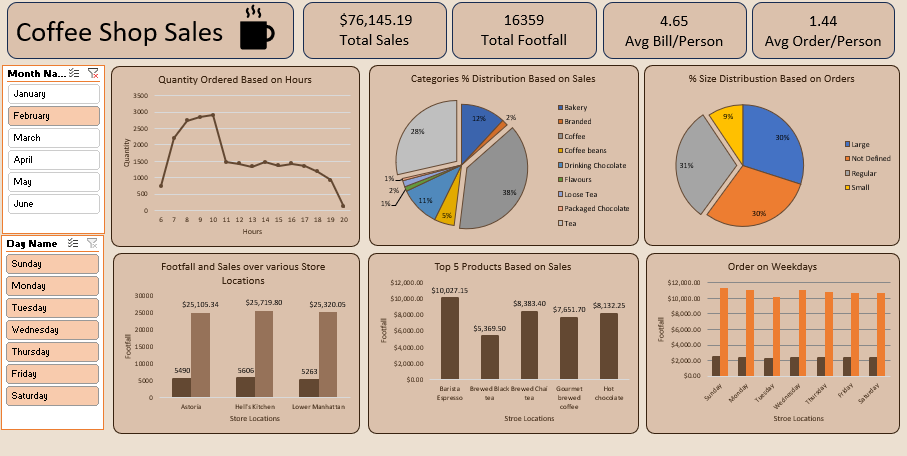 Coffee Shop Sales
$76,145.19
Total Sales
16359
Total Footfall
4.65
Avg Bill/Person
1.44
Avg Order/Person
Month Na...
January
February
March
April
May
June
Day Name
Sunday
Monday
Tuesday
Wednesday
Thursday
Friday
Saturday
Quantity Ordered Based on Hours
Quantity
3500
3000
2500
2000
1500
1000
500
0
6 7 8 9 10 11 12 13 14 15 16 17 18 19 20
Hours
Categories % Distribution Based on Sales
12%
2%
38%
5%
11%
1%
2%
1%
28%
Bakery
Branded
Coffee
Coffee beans
Drinking Chocolate
Flavours
Loose Tea
Packaged Chocolate
Tea
% Size Distribustion Based on Orders
9%
30%
31%
30%
Large
Not Defined
Regular
Small
Footfall and Sales over various Store
Locations
Footfall
30000
25000
20000
15000
10000
5000
0
$25,105.34
$25,719.80
$25,320.05
5490
5606
5263
Astoria
Hell's Kitchen
Lower Manhattan
Store Locations
Top 5 Products Based on Sales
Footfall
$12,000.00
$10,000.00
$8,000.00
$6,000.00
$4,000.00
$2,000.00
$0.00
$10,027.15
$5,369.50
$8,383.40
$7,651.70
$8,132.25
Barista
Espresso
Brewed Black
tea
Brewed Chai
tea
Gourmet
brewed
coffee
Hot
chocolate
Stroe Locations
Order on Weekdays
Footfall
$12,000.00
$10,000.00
$8,000.00
$6,000.00
$4,000.00
$2,000.00
$0.00
Sunday
Monday
Tuesday
Wednesday
Thursday
Friday
Saturday
Stroe Locations